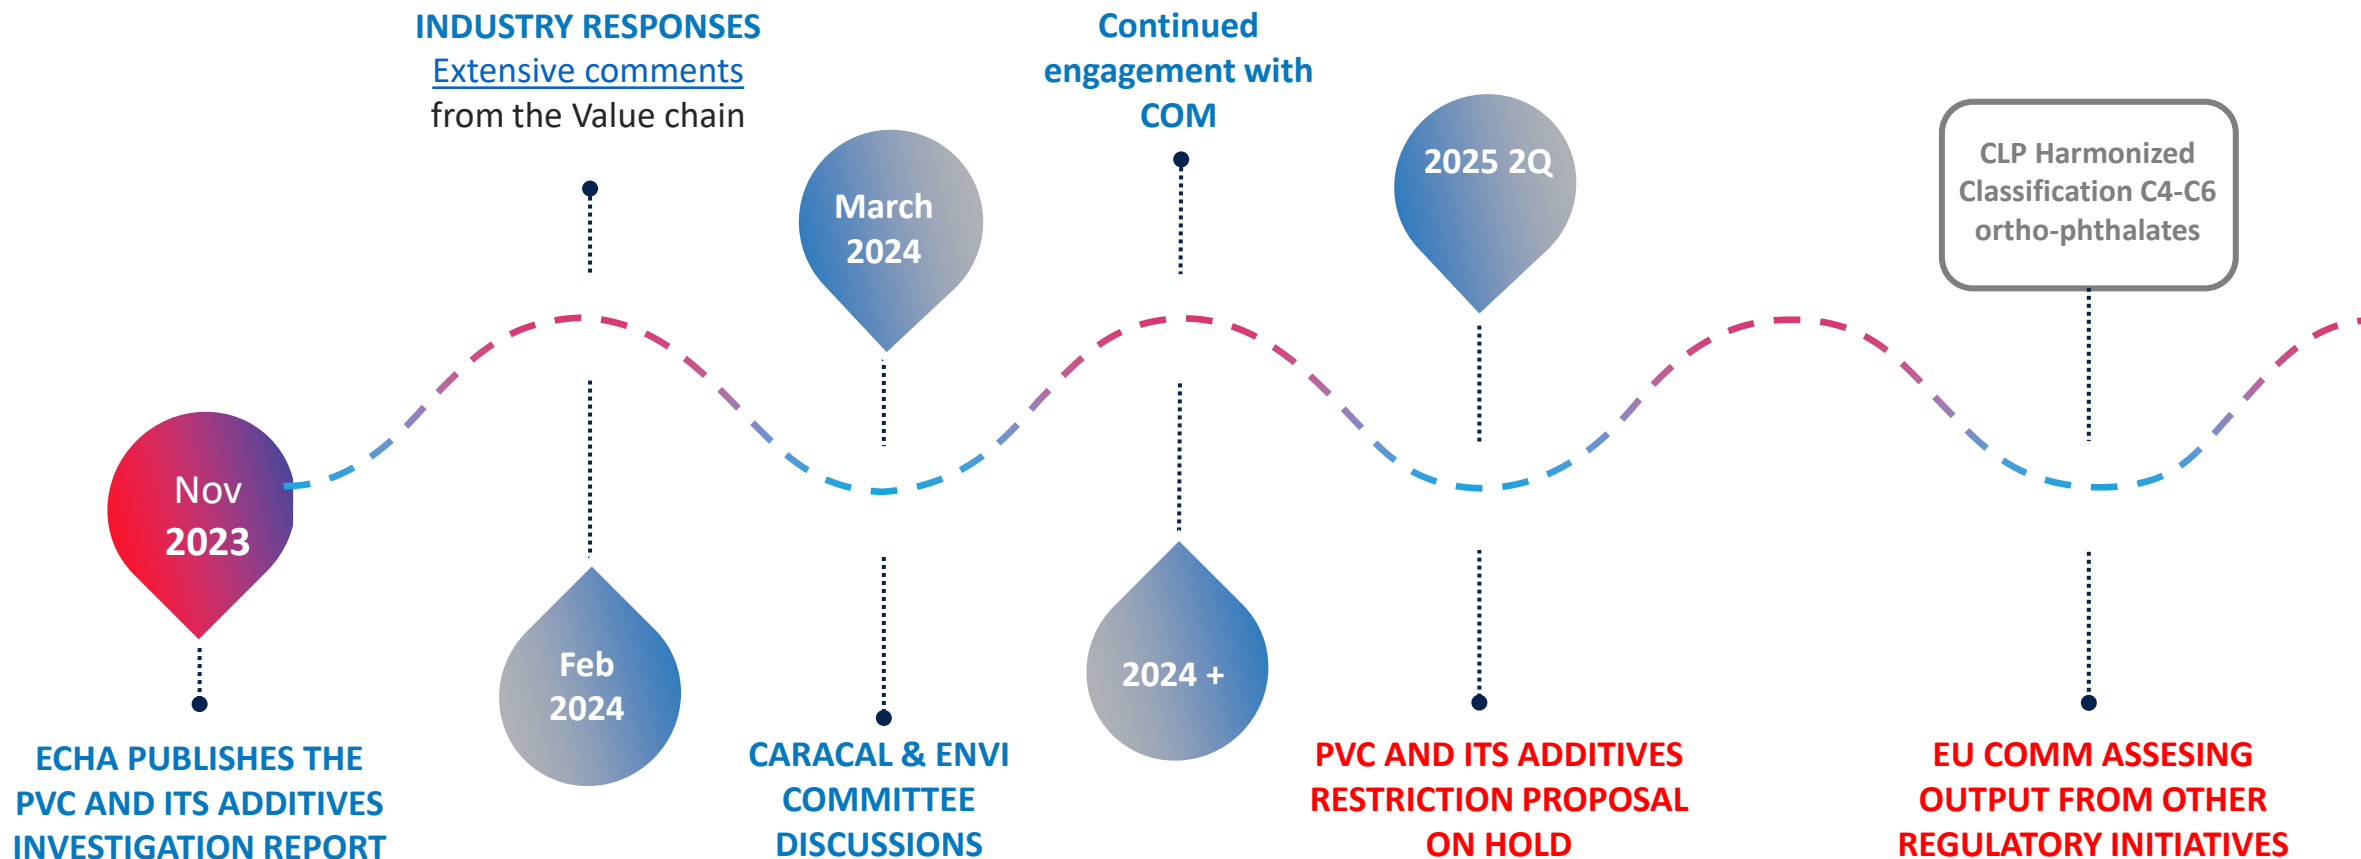 INDUSTRY RESPONSES
Extensive comments
from the Value chain
Continued
engagement with
COM
March
2024
2025 2Q
CLP Harmonized
Classification C4-C6
ortho-phthalates
Nov
2023
Feb
2024
2024 +
ECHA PUBLISHES THE
PVC AND ITS ADDITIVES
INVESTIGATION REPORT
CARACAL & ENVI
COMMITTEE
DISCUSSIONS
PVC AND ITS ADDITIVES
RESTRICTION PROPOSAL
ON HOLD
EU COMM ASSESING
OUTPUT FROM OTHER
REGULATORY INITIATIVES